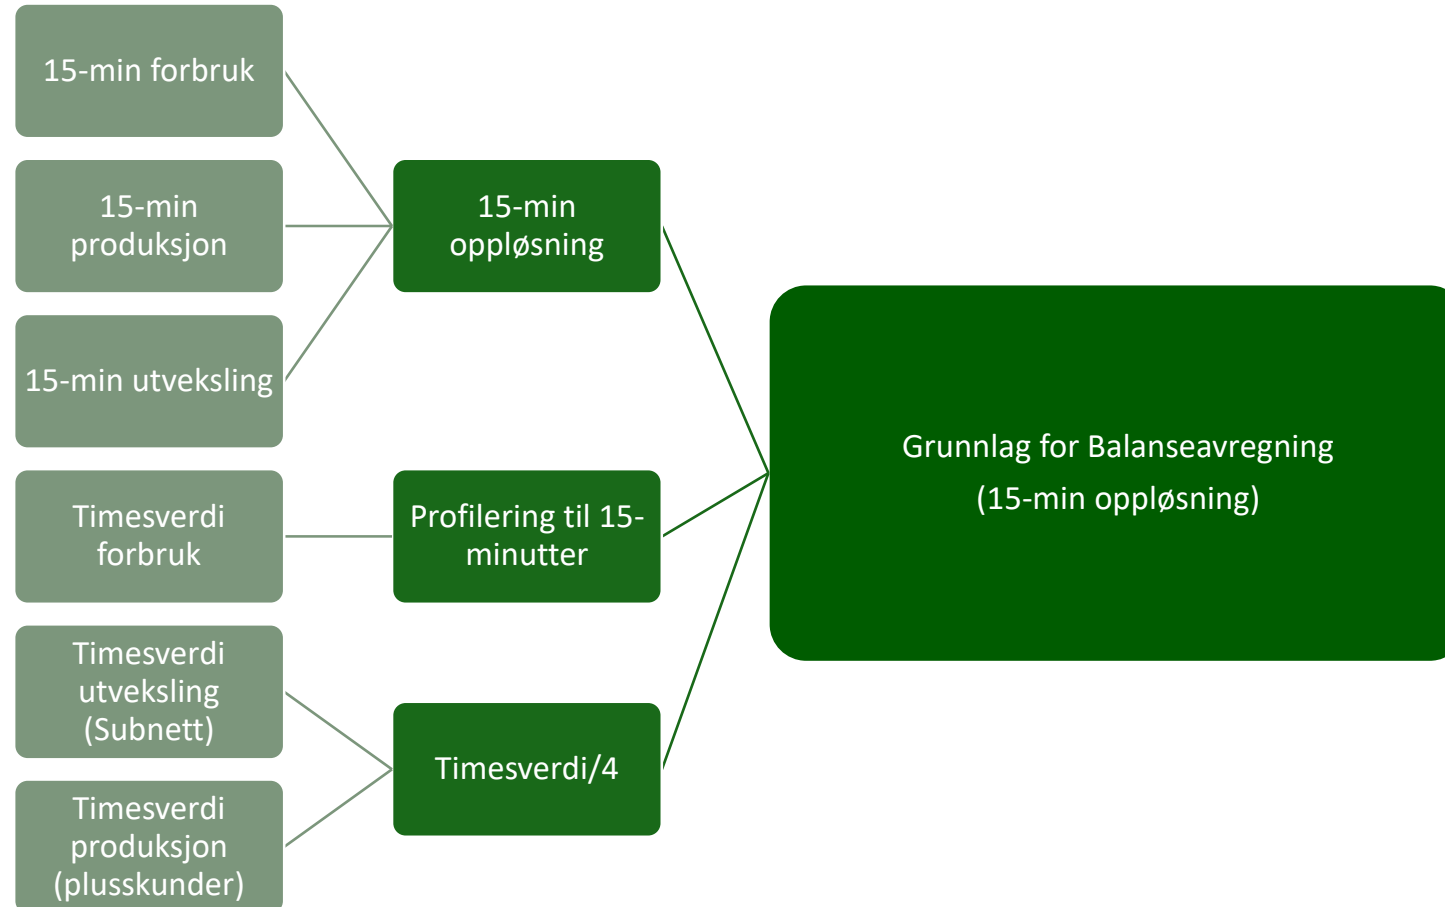 15-min forbruk
15-min
produksjon
15-min utveksling
Timesverdi
forbruk
Timesverdi
utveksling
(Subnett)
Timesverdi
produksjon
(plusskunder)
15-min
oppløsning
Profilering til 15-
minutter
Timesverdi/4
Grunnlag for Balanseavregning
(15-min oppløsning)